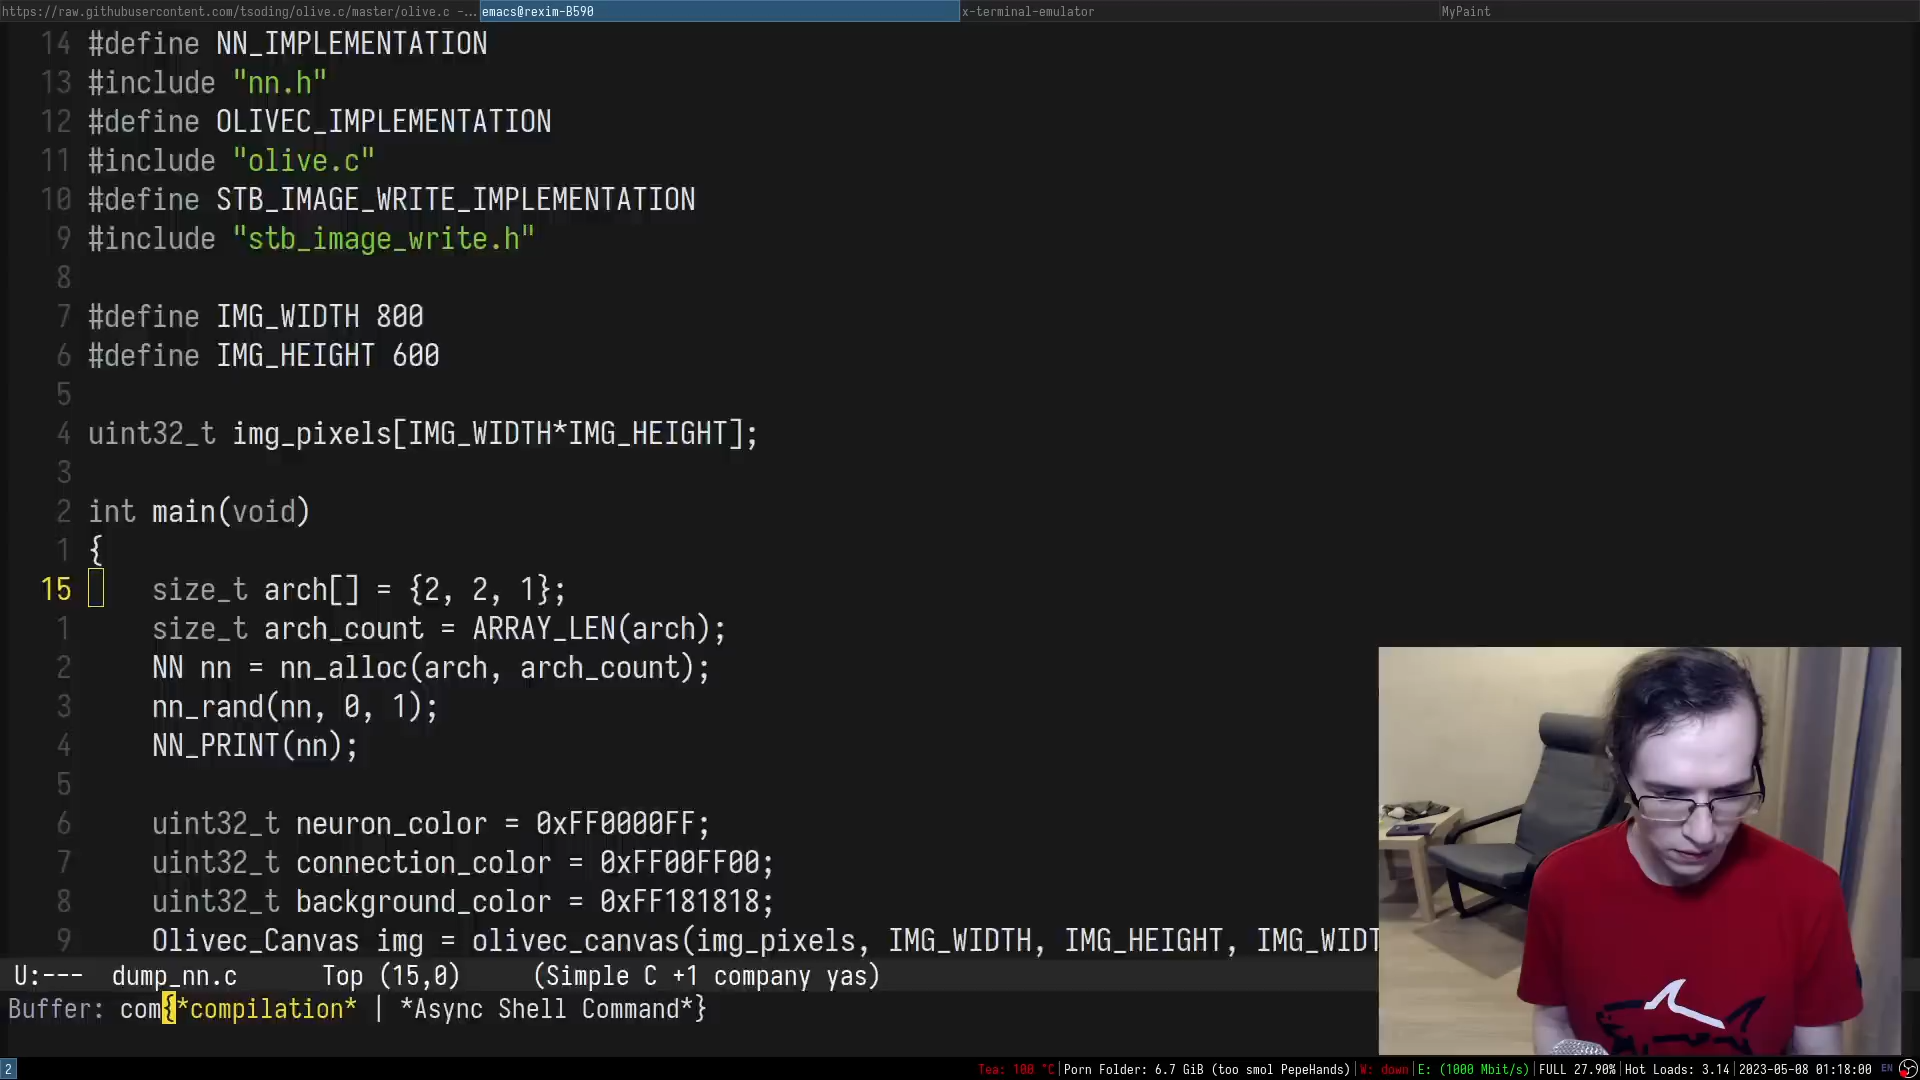 https://raw.githubusercontent.com/tsoding/olive.c/master/olive.c -... emacs@rexim-B590 x-terminal-emulator MyPaint
14 #define NN_IMPLEMENTATION
13 #include "nn.h"
12 #define OLIVEC_IMPLEMENTATION
11 #include "olive.c"
10 #define STB_IMAGE_WRITE_IMPLEMENTATION
9 #include "stb_image_write.h"
8
7 #define IMG_WIDTH 800
6 #define IMG_HEIGHT 600
5
4 uint32_t img_pixels[IMG_WIDTH*IMG_HEIGHT];
3
2 int main(void)
1 {
15 size_t arch[] = {2, 2, 1};
1 size_t arch_count = ARRAY_LEN(arch);
2 NN nn = nn_alloc(arch, arch_count);
3 nn_rand(nn, 0, 1);
4 NN_PRINT(nn);
5
6 uint32_t neuron_color = 0xFF0000FF;
7 uint32_t connection_color = 0xFF00FF00;
8 uint32_t background_color = 0xFF181818;
9 Olivec_Canvas img = olivec_canvas(img_pixels, IMG_WIDTH, IMG_HEIGHT, IMG_WIDT
U:--- dump_nn.c Top (15,0) (Simple C +1 company yas)
Buffer: com{*compilation* | *Async Shell Command*}
2 Tea: 100 °C|Porn Folder: 6.7 GiB (too smol PepeHands)|W: down|E: (1000 Mbit/s)|FULL 27.90%|Hot Loads: 3.14|2023-05-08 01:18:00 EN